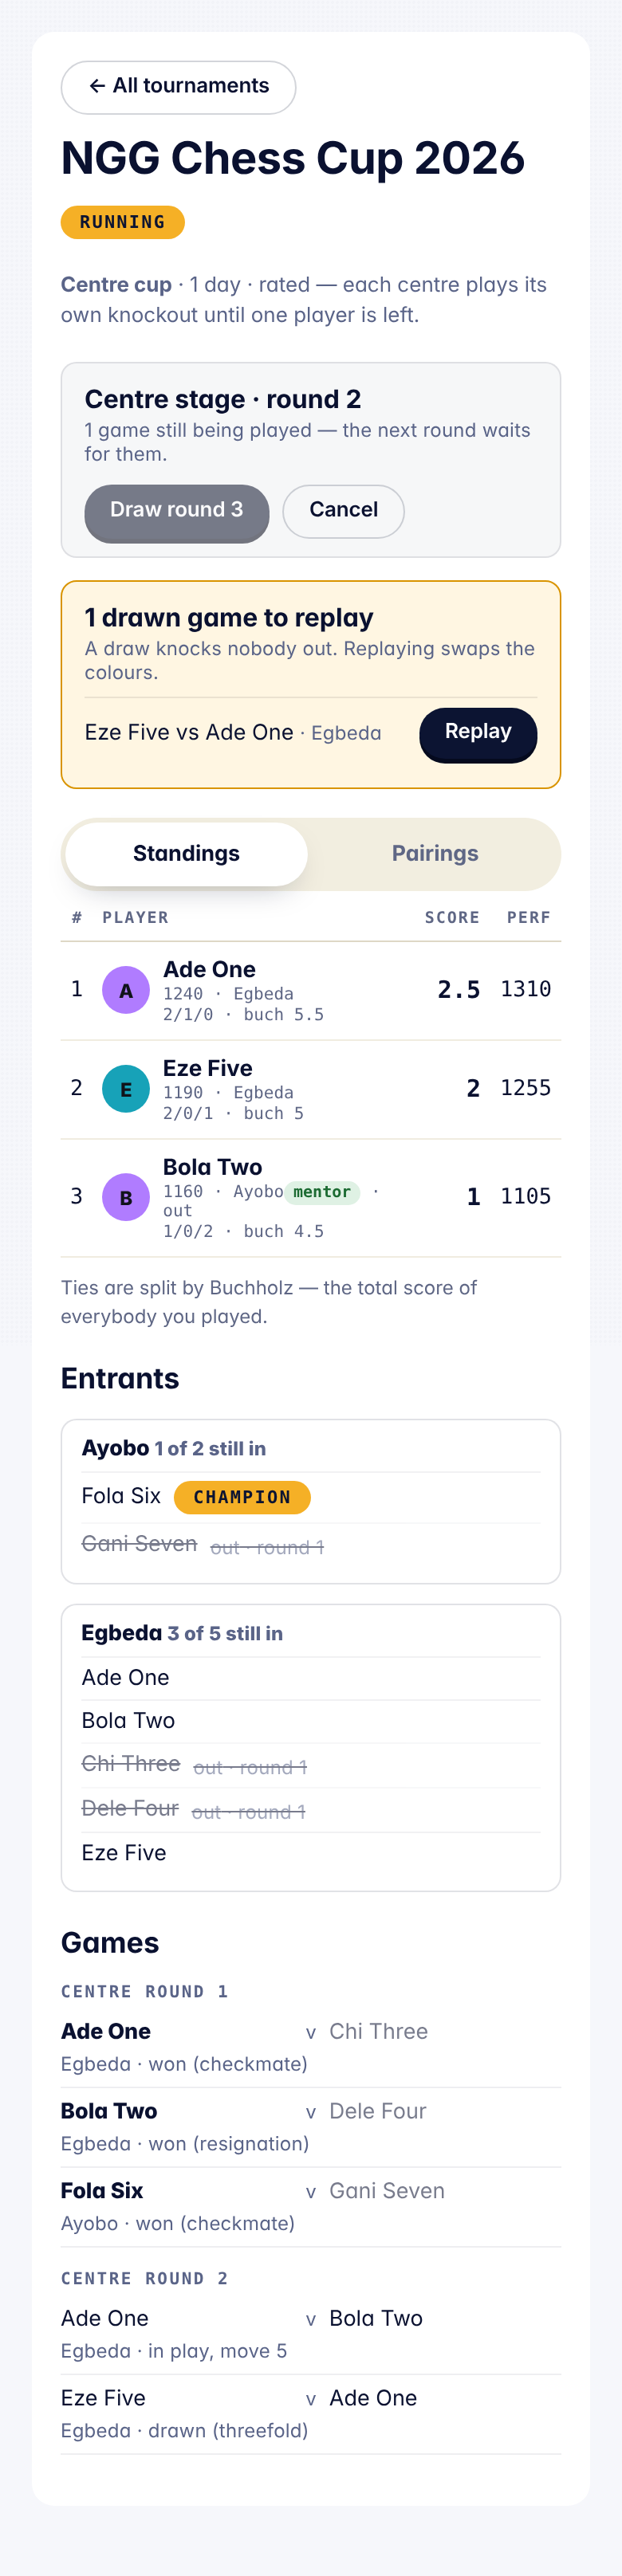 ← All tournaments
NGG Chess Cup 2026
RUNNING
Centre cup · 1 day · rated — each centre plays its
own knockout until one player is left.
Centre stage · round 2
1 game still being played — the next round waits
for them.
Draw round 3
Cancel
1 drawn game to replay
A draw knocks nobody out. Replaying swaps the
colours.
Eze Five vs Ade One · Egbeda
Replay
Standings
Pairings
# PLAYER SCORE PERF
1 A Ade One 2.5 1310
1240 · Egbeda
2/1/0 · buch 5.5
2 E Eze Five 2 1255
1190 · Egbeda
2/0/1 · buch 5
3 B Bola Two 1 1105
1160 · Ayobo mentor ·
out
1/0/2 · buch 4.5
Ties are split by Buchholz — the total score of
everybody you played.
Entrants
Ayobo 1 of 2 still in
Fola Six CHAMPION
Gani Seven out · round 1
Egbeda 3 of 5 still in
Ade One
Bola Two
Chi Three out · round 1
Dele Four out · round 1
Eze Five
Games
CENTRE ROUND 1
Ade One v Chi Three
Egbeda · won (checkmate)
Bola Two v Dele Four
Egbeda · won (resignation)
Fola Six v Gani Seven
Ayobo · won (checkmate)
CENTRE ROUND 2
Ade One v Bola Two
Egbeda · in play, move 5
Eze Five v Ade One
Egbeda · drawn (threefold)